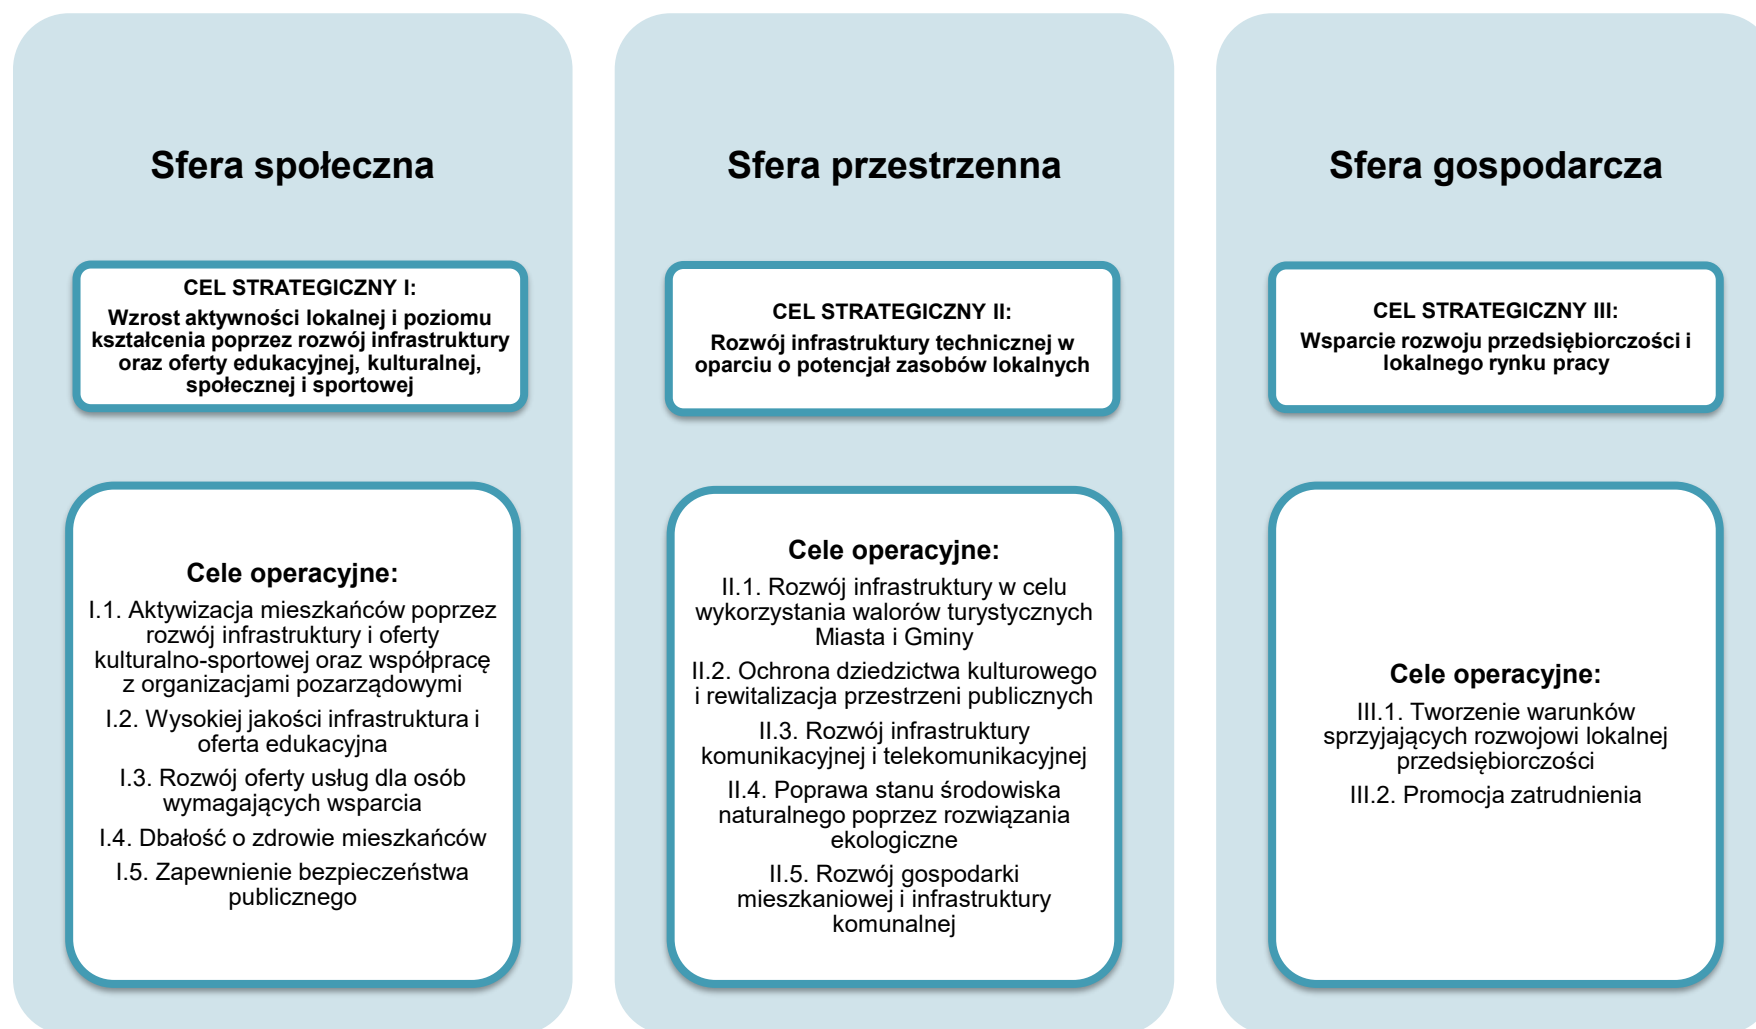 Sfera społeczna
CEL STRATEGICZNY I:
Wzrost aktywności lokalnej i poziomu
kształcenia poprzez rozwój infrastruktury
oraz oferty edukacyjnej, kulturalnej,
społecznej i sportowej
Cele operacyjne:
I.1. Aktywizacja mieszkańców poprzez
rozwój infrastruktury i oferty
kulturalno-sportowej oraz współpracę
z organizacjami pozarządowymi
I.2. Wysokiej jakości infrastruktura i
oferta edukacyjna
I.3. Rozwój oferty usług dla osób
wymagających wsparcia
I.4. Dbałość o zdrowie mieszkańców
I.5. Zapewnienie bezpieczeństwa
publicznego
Sfera przestrzenna
CEL STRATEGICZNY II:
Rozwój infrastruktury technicznej w
oparciu o potencjał zasobów lokalnych
Cele operacyjne:
II.1. Rozwój infrastruktury w celu
wykorzystania walorów turystycznych
Miasta i Gminy
II.2. Ochrona dziedzictwa kulturowego
i rewitalizacja przestrzeni publicznych
II.3. Rozwój infrastruktury
komunikacyjnej i telekomunikacyjnej
II.4. Poprawa stanu środowiska
naturalnego poprzez rozwiązania
ekologiczne
II.5. Rozwój gospodarki
mieszkaniowej i infrastruktury
komunalnej
Sfera gospodarcza
CEL STRATEGICZNY III:
Wsparcie rozwoju przedsiębiorczości i
lokalnego rynku pracy
Cele operacyjne:
III.1. Tworzenie warunków
sprzyjających rozwojowi lokalnej
przedsiębiorczości
III.2. Promocja zatrudnienia